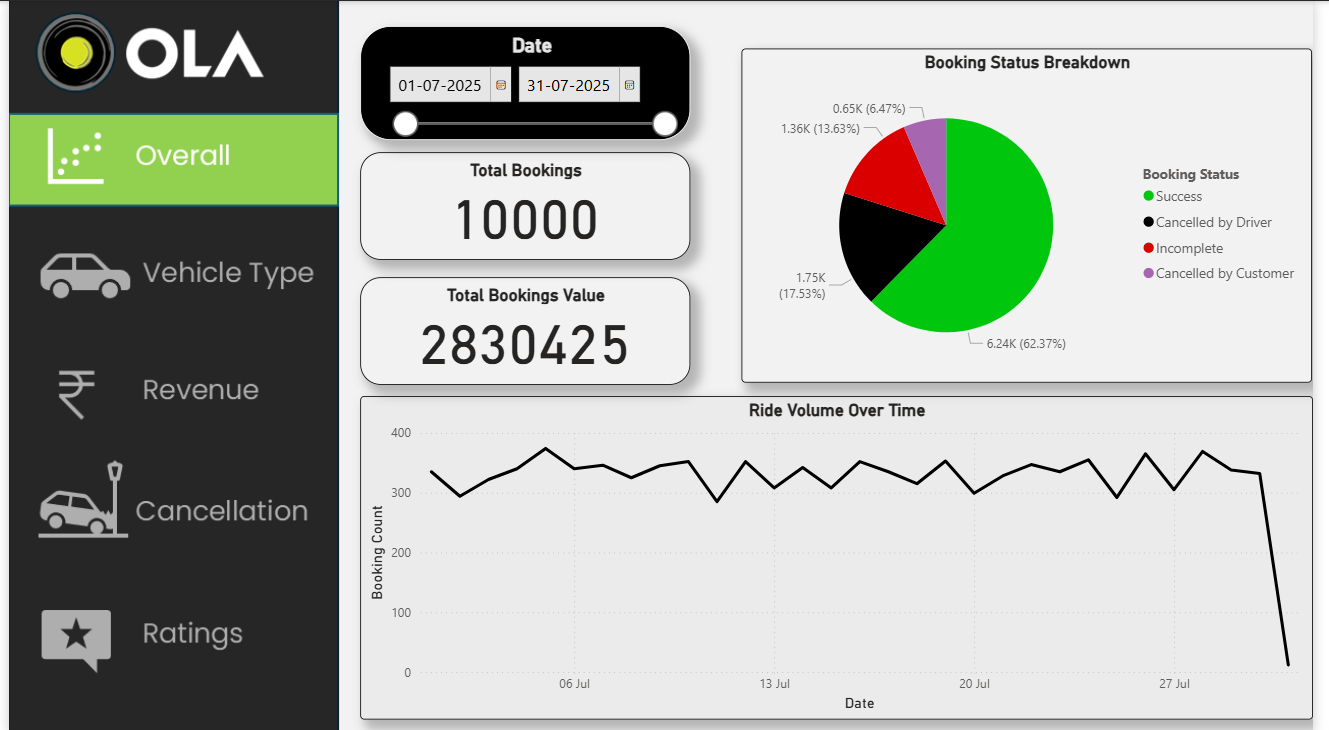 OLA
Overall
Vehicle Type
Revenue
Cancellation
Ratings
Date
01-07-2025 31-07-2025
Total Bookings
10000
Total Bookings Value
2830425
Booking Status Breakdown
0.65K (6.47%)
1.36K (13.63%)
1.75K
(17.53%)
6.24K (62.37%)
Booking Status
Success
Cancelled by Driver
Incomplete
Cancelled by Customer
Ride Volume Over Time
Booking Count
400
300
200
100
0
06 Jul 13 Jul 20 Jul 27 Jul
Date